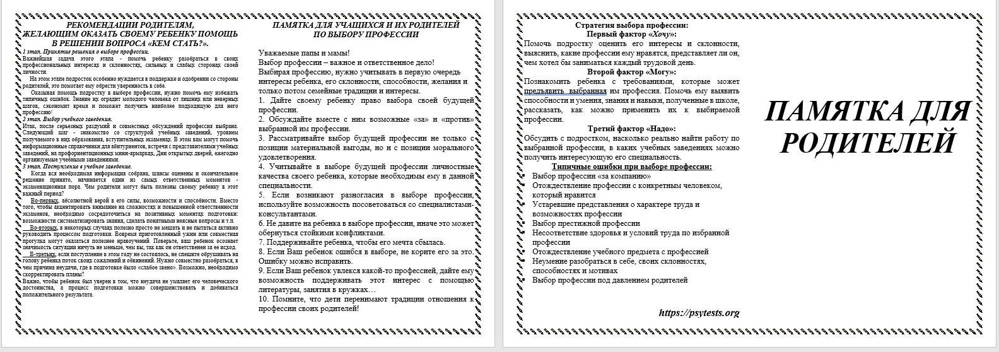 РЕКОМЕНДАЦИИ РОДИТЕЛЯМ,
ЖЕЛАЮЩИМ ОКАЗАТЬ СВОЕМУ РЕБЕНКУ ПОМОЩЬ
В РЕШЕНИИ ВОПРОСА «КЕМ СТАТЬ?».
1 этап. Принятие решения о выборе профессии.
Важнейшая задача этого этапа - помочь ребенку разобраться в своих
профессиональных интересах и склонностях, сильных и слабых сторонах своей
личности.
На этом этапе подросток особенно нуждается в поддержке и одобрении со стороны
родителей, это помогает ему обрести уверенность в себе.
Оказывая помощь подростку в выборе профессии, нужно помочь ему избежать
типичных ошибок. Знание их оградит молодого человека от лишних или неверных
шагов, сэкономит время и поможет получить наиболее подходящую для него
профессию!
2 этап. Выбор учебного заведения.
Итак, после серьезных раздумий и совместных обсуждений профессия выбрана.
Следующий шаг - знакомство со структурой учебных заведений, уровнем
получаемого в них образования, вступительных экзаменах. В этом вам могут помочь
информационные справочники для абитуриентов, встречи с представителями учебных
заведений, на профориентационных мини-ярмарках, Дни открытых дверей, ежегодно
организуемые учебными заведениями.
3 этап. Поступление в учебное заведение.
Когда вся необходимая информация собрана, шансы оценены и окончательное
решение принято, начинается один из самых ответственных моментов -
экзаменационная пора. Чем родители могут быть полезны своему ребенку в этот
важный период?
Во-первых, абсолютной верой в его силы, возможности и способности. Вместо
того, чтобы акцентировать внимание на сложностях и повышенной ответственности
экзаменов, необходимо сосредоточиться на позитивных моментах подготовки:
возможности систематизировать знания, сделать понятными неясные вопросы и т.п.
Во-вторых, в некоторых случаях полезно просто не мешать и не пытаться активно
руководить процессом подготовки. Вовремя приготовленный ужин или совместная
прогулка могут оказаться полезнее нравоучений. Поверьте, ваш ребенок осознает
значимость ситуации ничуть не меньше, чем вы, так как он ответственен за ее исход.
В-третьих, если поступление в этом году не состоялось, не спешите обрушивать на
голову ребенка поток своих сожалений и обвинений. Нужно совместно разобраться, в
чем причина неудачи, где в подготовке было «слабое звено». Возможно, необходимо
скорректировать планы?
Важно, чтобы ребенок был уверен в том, что неудача не умаляет его человеческого
достоинства, а процесс подготовки можно совершенствовать и добиваться
положительного результата.
ПАМЯТКА ДЛЯ УЧАЩИХСЯ И ИХ РОДИТЕЛЕЙ
ПО ВЫБОРУ ПРОФЕССИИ
Уважаемые папы и мамы!
Выбор профессии – важное и ответственное дело!
Выбирая профессию, нужно учитывать в первую очередь
интересы ребенка, его склонности, способности, желания и
только потом семейные традиции и интересы.
1. Дайте своему ребенку право выбора своей будущей
профессии.
2. Обсуждайте вместе с ним возможные «за» и «против»
выбранной им профессии.
3. Рассматривайте выбор будущей профессии не только с
позиции материальной выгоды, но и с позиции морального
удовлетворения.
4. Учитывайте в выборе будущей профессии личностные
качества своего ребенка, которые необходимы ему в данной
специальности.
5. Если возникают разногласия в выборе профессии,
используйте возможность посоветоваться со специалистами-
консультантами.
6. Не давите на ребенка в выборе профессии, иначе это может
обернуться стойкими конфликтами.
7. Поддерживайте ребенка, чтобы его мечта сбылась.
8. Если Ваш ребенок ошибся в выборе, не корите его за это.
Ошибку можно исправить.
9. Если Ваш ребенок увлекся какой-то профессией, дайте ему
возможность поддерживать этот интерес с помощью
литературы, занятия в кружках…
10. Помните, что дети перенимают традиции отношения к
профессии своих родителей!
Стратегия выбора профессии:
Первый фактор «Хочу»:
Помочь подростку оценить его интересы и склонности,
выяснить, какие профессии ему нравятся, представляет ли он,
чем хотел бы заниматься каждый трудовой день.
Второй фактор «Могу»:
Познакомить ребенка с требованиями, которые может
предъявить выбранная им профессия. Помочь ему выявить
способности и умения, знания и навыки, полученные в школе,
рассказать, как можно применить их к выбираемой
профессии.
Третий фактор «Надо»:
Обсудить с подростком, насколько реально найти работу по
выбранной профессии, в каких учебных заведениях можно
получить интересующую его специальность.
Типичные ошибки при выборе профессии:
▪ Выбор профессии «за компанию»
▪ Отождествление профессии с конкретным человеком,
который нравится
▪ Устаревшие представления о характере труда и
возможностях профессии
▪ Выбор престижной профессии
▪ Несоответствие здоровья и условий труда по избранной
профессии
▪ Отождествление учебного предмета с профессией
▪ Неумение разобраться в себе, своих склонностях,
способностях и мотивах
▪ Выбор профессии под давлением родителей
https://psytests.org
ПАМЯТКА ДЛЯ
РОДИТЕЛЕЙ